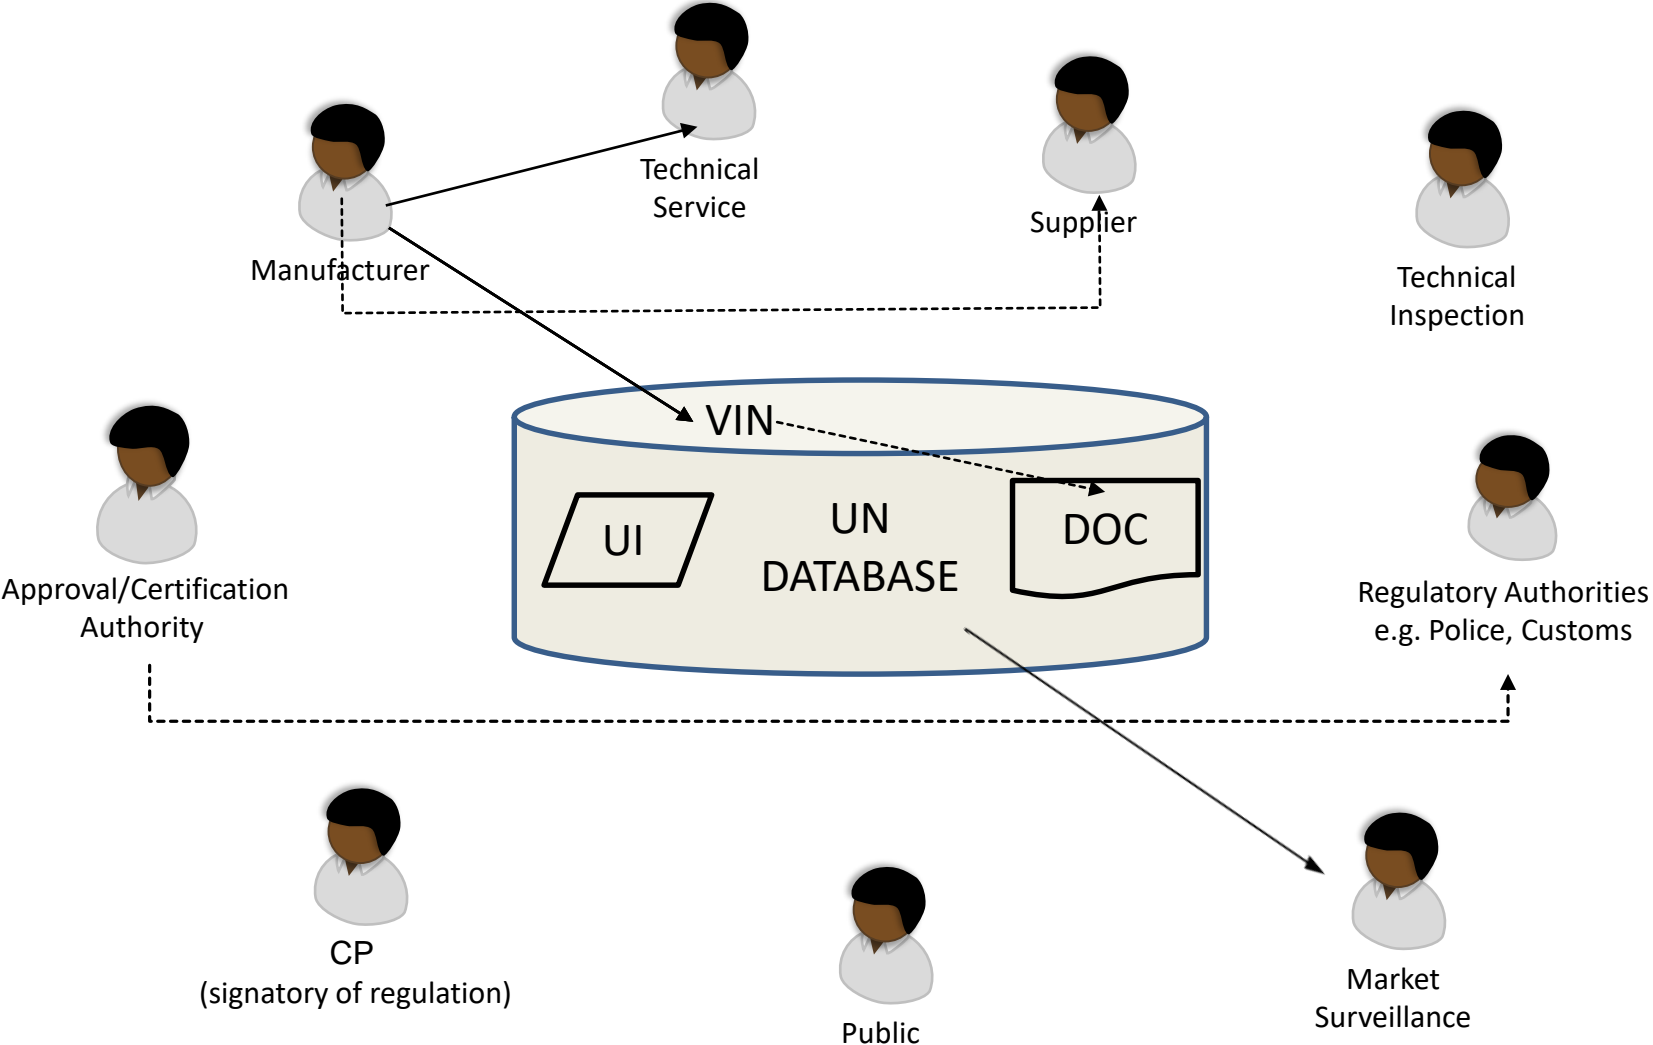 Technical
Service
Supplier
Manufacturer
Technical
Inspection
VIN
UI
UN
DATABASE
DOC
Approval/Certification
Authority
Regulatory Authorities
e.g. Police, Customs
CP
(signatory of regulation)
Public
Market
Surveillance